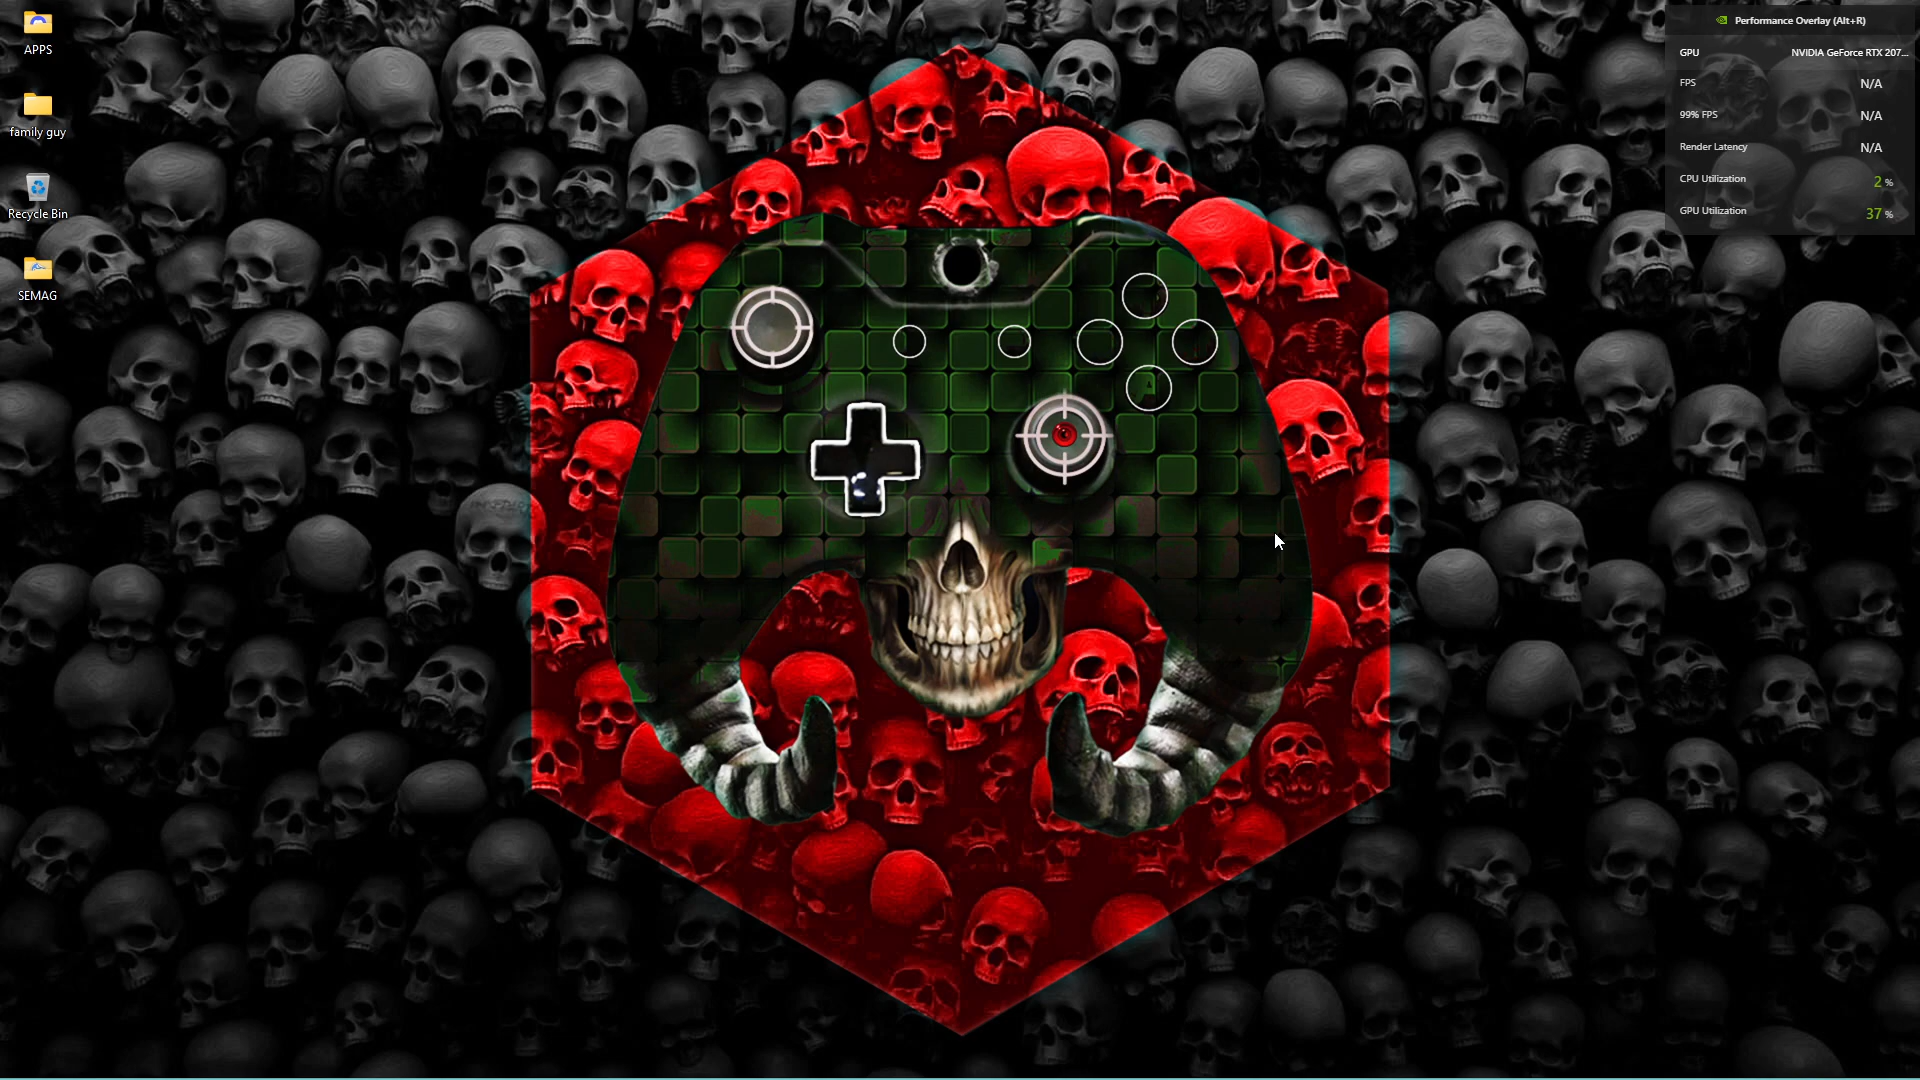 APPS
family guy
Recycle Bin
SEMAG
Performance Overlay (Alt+R)
GPU NVIDIA GeForce RTX 207...
FPS N/A
99% FPS N/A
Render Latency N/A
CPU Utilization 2 %
GPU Utilization 37 %